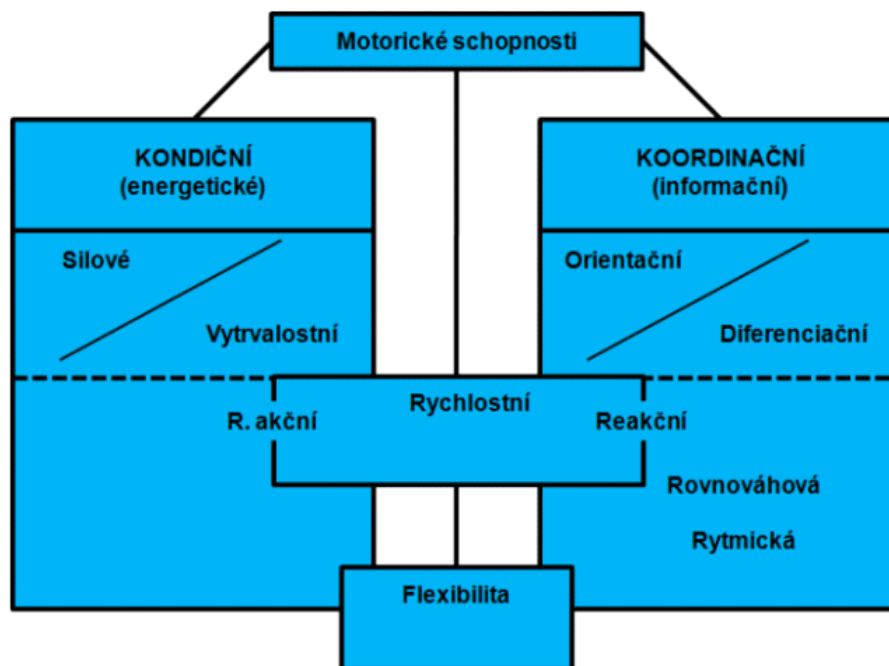 Motorické schopnosti
KONDIČNÍ
(energetické)
KOORDINAČNÍ
(informační)
Silové
Vytrvalostní
Orientační
Diferenciační
Rychlostní
R. akční
Reakční
Rovnováhová
Rytmická
Flexibilita